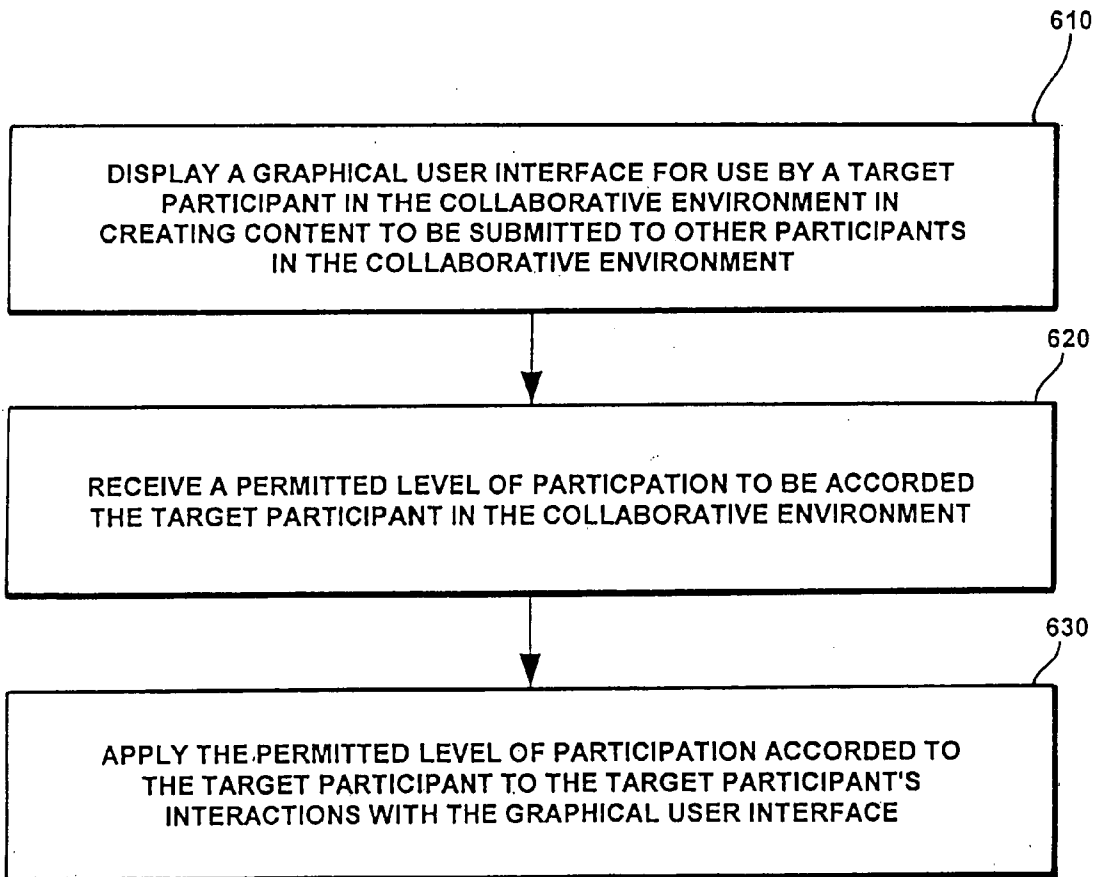 610
DISPLAY A GRAPHICAL USER INTERFACE FOR USE BY A TARGET
PARTICIPANT IN THE COLLABORATIVE ENVIRONMENT IN
CREATING CONTENT TO BE SUBMITTED TO OTHER PARTICIPANTS
IN THE COLLABORATIVE ENVIRONMENT
620
RECEIVE A PERMITTED LEVEL OF PARTICPATION TO BE ACCORDED
THE TARGET PARTICIPANT IN THE COLLABORATIVE ENVIRONMENT
630
APPLY THE PERMITTED LEVEL OF PARTICIPATION ACCORDED TO
THE TARGET PARTICIPANT TO THE TARGET PARTICIPANT'S
INTERACTIONS WITH THE GRAPHICAL USER INTERFACE